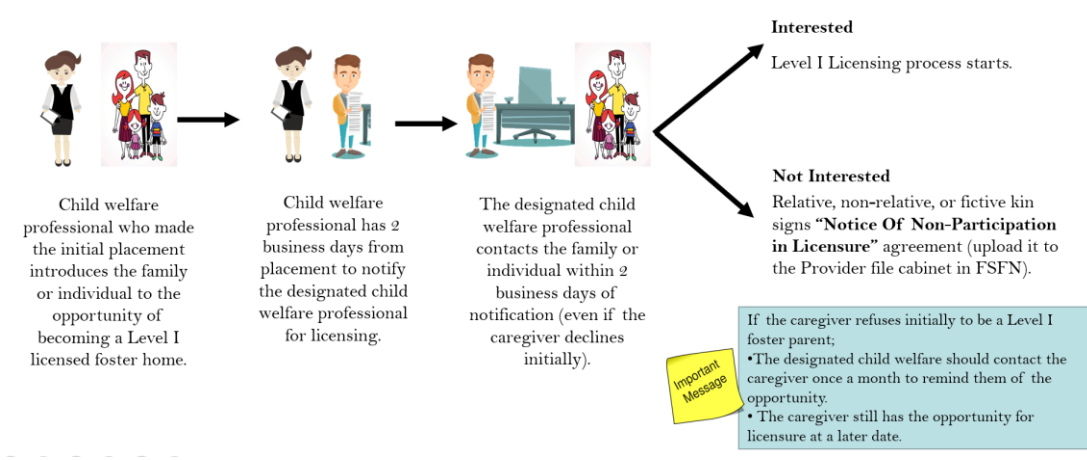 Child welfare
professional who made
the initial placement
introduces the family
or individual to the
opportunity of
becoming a Level I
licensed foster home.
Child welfare
professional has 2
business days from
placement to notify
the designated child
welfare professional
for licensing.
The designated child
welfare professional
contacts the family or
individual within 2
business days of
notification (even if the
caregiver declines
initially).
Interested
Level I Licensing process starts.
Not Interested
Relative, non-relative, or fictive kin
signs “Notice Of Non-Participation
in Licensure” agreement (upload it to
the Provider file cabinet in FSFN).
Important
Message
If the caregiver refuses initially to be a Level I
foster parent;
•The designated child welfare should contact the
caregiver once a month to remind them of the
opportunity.
• The caregiver still has the opportunity for
licensure at a later date.